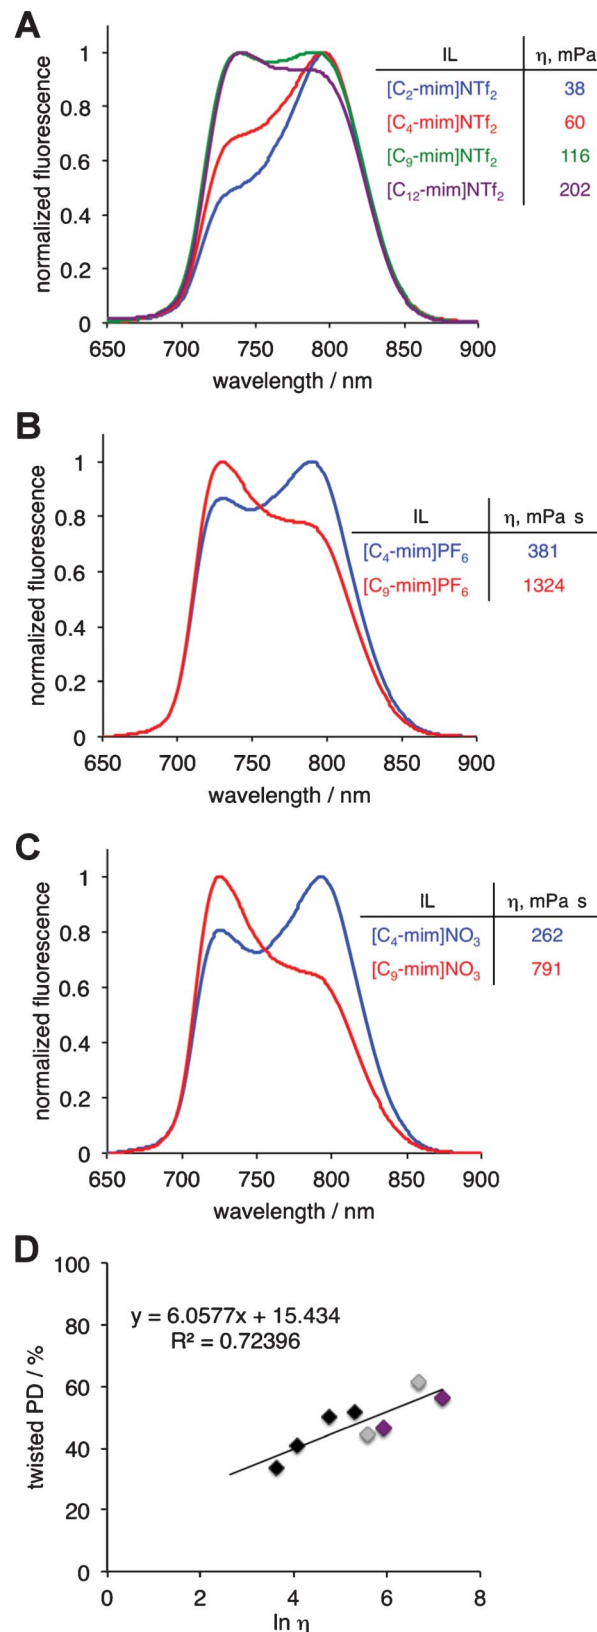 A
normalized fluorescence
1
0.8
0.6
0.4
0.2
0
650 700 750 800 850 900
wavelength / nm
IL η, mPa
[C₂-mim]NTf₂ 38
[C₄-mim]NTf₂ 60
[C₉-mim]NTf₂ 116
[C₁₂-mim]NTf₂ 202
B
normalized fluorescence
1
0.8
0.6
0.4
0.2
0
650 700 750 800 850 900
wavelength / nm
IL η, mPa s
[C₄-mim]PF₆ 381
[C₉-mim]PF₆ 1324
C
normalized fluorescence
1
0.8
0.6
0.4
0.2
0
650 700 750 800 850 900
wavelength / nm
IL η, mPa s
[C₄-mim]NO₃ 262
[C₉-mim]NO₃ 791
D
twisted PD / %
100
80
60
40
20
0
0 2 4 6 8
ln η
y = 6.0577x + 15.434
R² = 0.72396